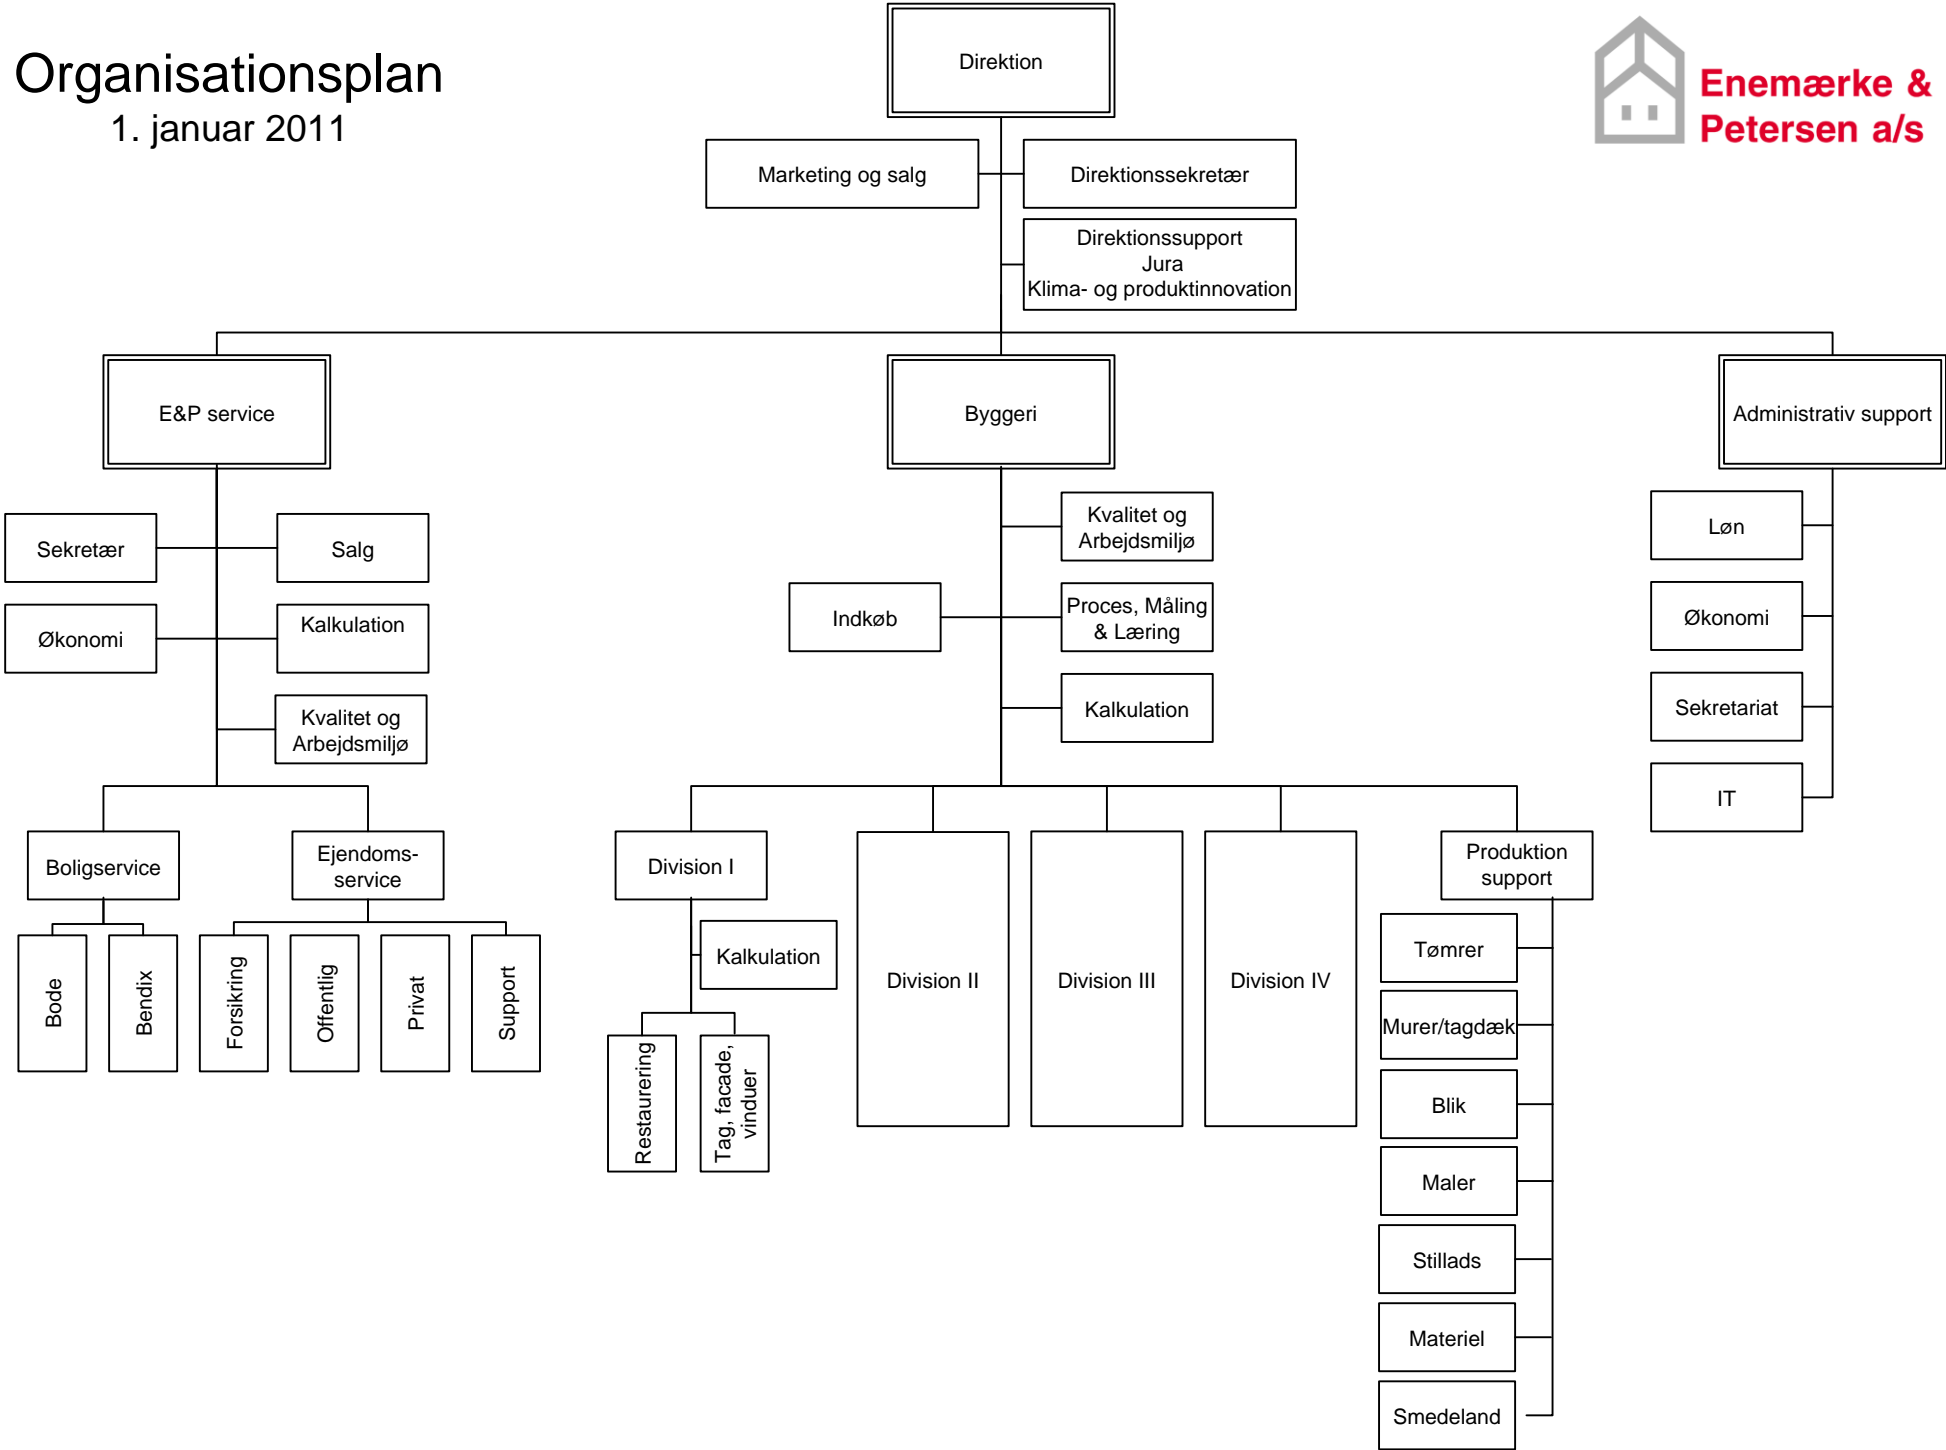 Organisationsplan
1. januar 2011
Enemærke &
Petersen a/s
Direktion
Marketing og salg
Direktionssekretær
Direktionssupport
Jura
Klima- og produktinnovation
E&P service
Byggeri
Administrativ support
Sekretær
Salg
Økonomi
Kalkulation
Kvalitet og
Arbejdsmiljø
Kvalitet og
Arbejdsmiljø
Indkøb
Proces, Måling
& Læring
Kalkulation
Løn
Økonomi
Sekretariat
IT
Boligservice
Ejendoms-
service
Bode
Bendix
Forsikring
Offentlig
Privat
Support
Division I
Kalkulation
Restaurering
Tag, facade,
vinduer
Division II
Division III
Division IV
Produktion
support
Tømrer
Murer/tagdæk
Blik
Maler
Stillads
Materiel
Smedeland